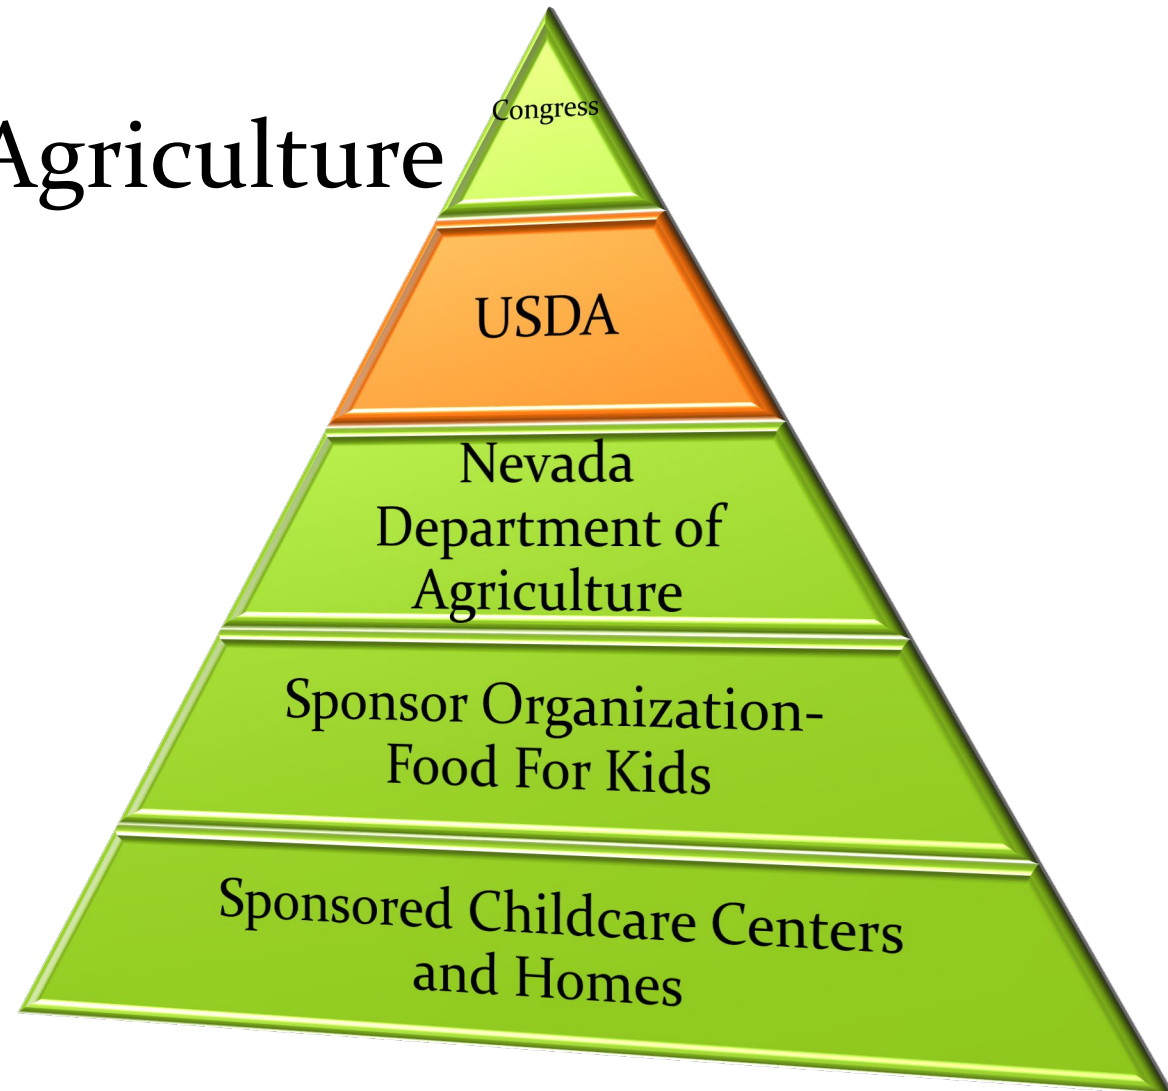 Congress
Agriculture
USDA
Nevada
Department of
Agriculture
Sponsor Organization-
Food For Kids
Sponsored Childcare Centers
and Homes